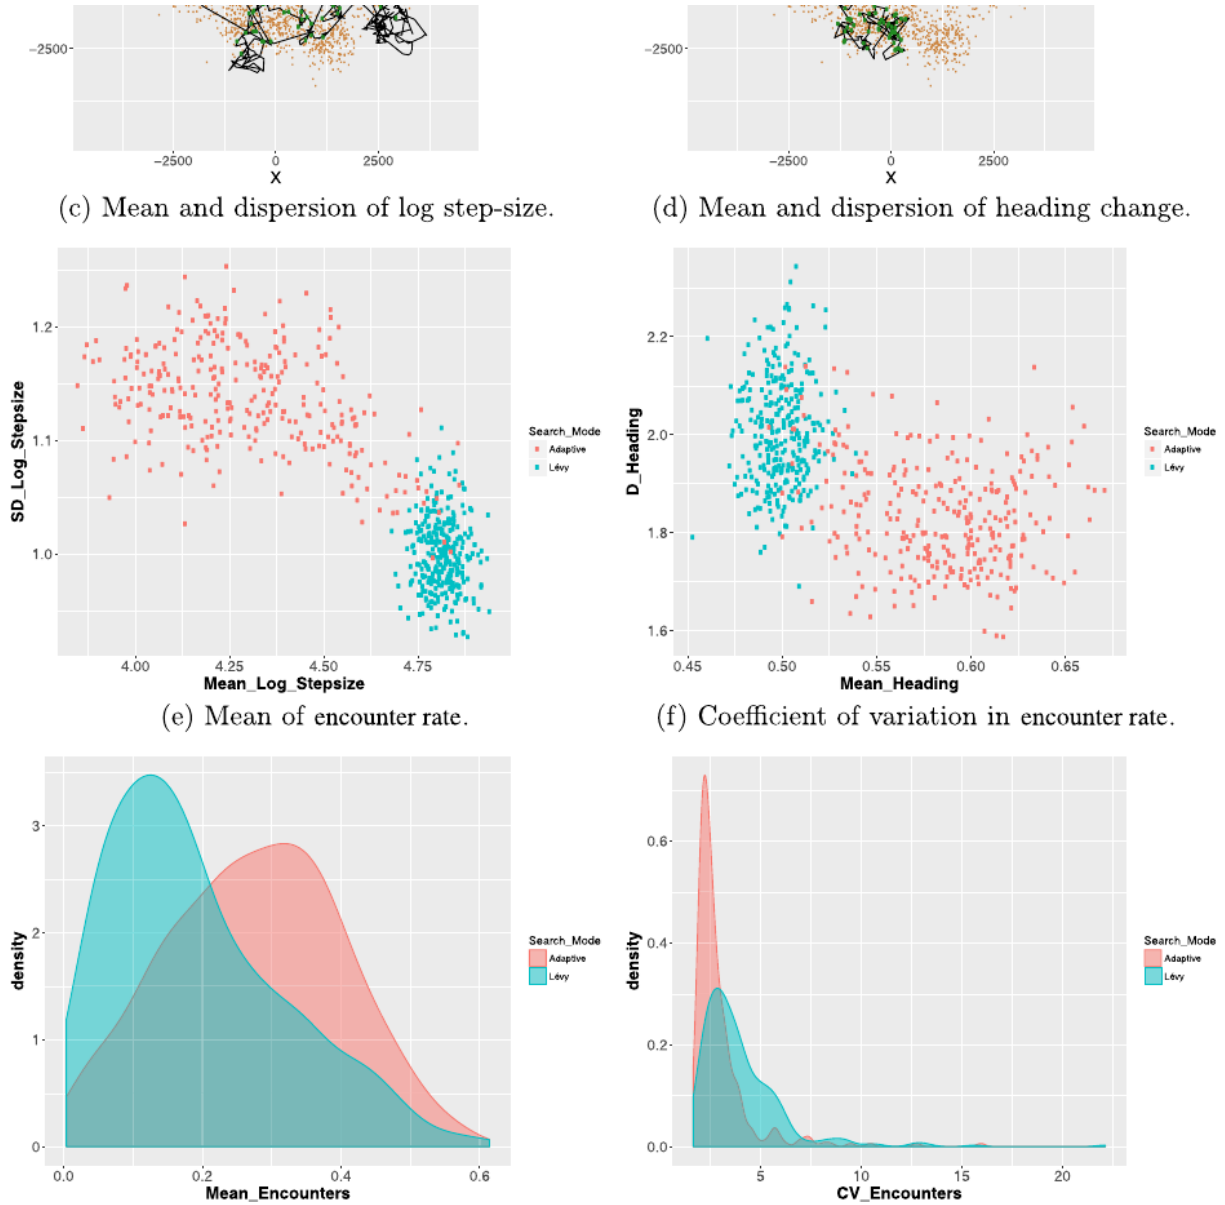 −2500
−2500 0 2500
X
−2500
−2500 0 2500
X
(c) Mean and dispersion of log step-size.
(d) Mean and dispersion of heading change.
SD_Log_Stepsize
1.2
1.1
1.0
4.00 4.25 4.50 4.75
Mean_Log_Stepsize
Search_Mode
Adaptive
Lévy
D_Heading
2.2
2.0
1.8
1.6
0.45 0.50 0.55 0.60 0.65
Mean_Heading
Search_Mode
Adaptive
Lévy
(e) Mean of encounter rate.
(f) Coefficient of variation in encounter rate.
density
3
2
1
0
0.0 0.2 0.4 0.6
Mean_Encounters
Search_Mode
Adaptive
Lévy
density
0.6
0.4
0.2
0.0
5 10 15 20
CV_Encounters
Search_Mode
Adaptive
Lévy